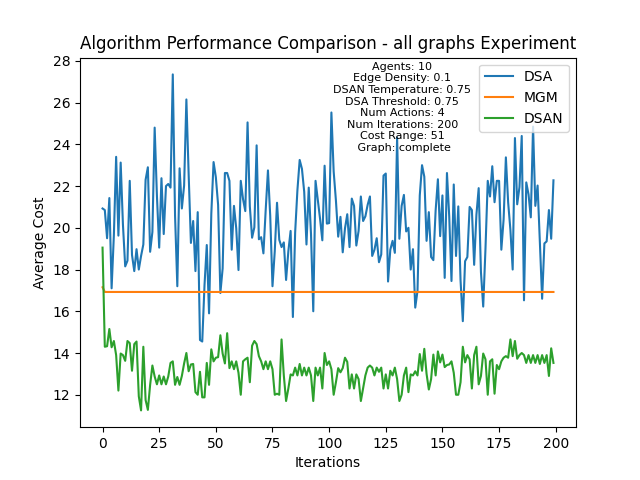 Algorithm Performance Comparison - all graphs Experiment
Agents: 10
Edge Density: 0.1
DSAN Temperature: 0.75
DSA Threshold: 0.75
Num Actions: 4
Num Iterations: 200
Cost Range: 51
Graph: complete
DSA
MGM
DSAN
Average Cost
28
26
24
22
20
18
16
14
12
0
25
50
75
100
125
150
175
200
Iterations